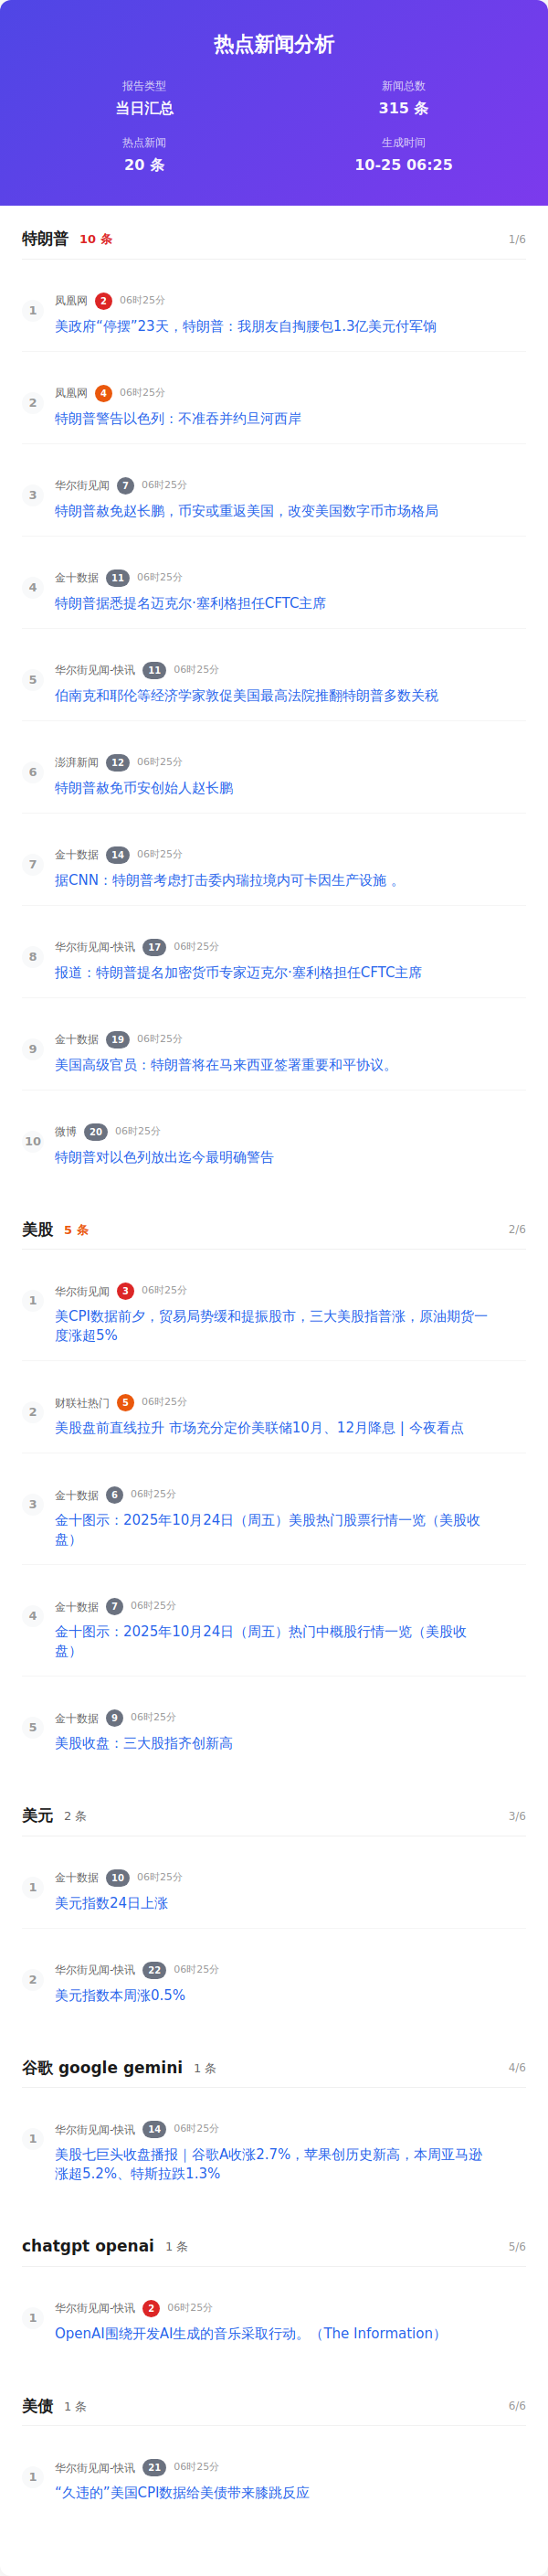 热点新闻分析
报告类型
当日汇总
新闻总数
315 条
热点新闻
20 条
生成时间
10-25 06:25
特朗普 10 条 1/6
1 凤凰网 2 06时25分
美政府“停摆”23天，特朗普：我朋友自掏腰包1.3亿美元付军饷
2 凤凰网 4 06时25分
特朗普警告以色列：不准吞并约旦河西岸
3 华尔街见闻 7 06时25分
特朗普赦免赵长鹏，币安或重返美国，改变美国数字币市场格局
4 金十数据 11 06时25分
特朗普据悉提名迈克尔·塞利格担任CFTC主席
5 华尔街见闻-快讯 11 06时25分
伯南克和耶伦等经济学家敦促美国最高法院推翻特朗普多数关税
6 澎湃新闻 12 06时25分
特朗普赦免币安创始人赵长鹏
7 金十数据 14 06时25分
据CNN：特朗普考虑打击委内瑞拉境内可卡因生产设施 。
8 华尔街见闻-快讯 17 06时25分
报道：特朗普提名加密货币专家迈克尔·塞利格担任CFTC主席
9 金十数据 19 06时25分
美国高级官员：特朗普将在马来西亚签署重要和平协议。
10 微博 20 06时25分
特朗普对以色列放出迄今最明确警告
美股 5 条 2/6
1 华尔街见闻 3 06时25分
美CPI数据前夕，贸易局势缓和提振股市，三大美股指普涨，原油期货一
度涨超5%
2 财联社热门 5 06时25分
美股盘前直线拉升 市场充分定价美联储10月、12月降息 | 今夜看点
3 金十数据 6 06时25分
金十图示：2025年10月24日（周五）美股热门股票行情一览（美股收
盘）
4 金十数据 7 06时25分
金十图示：2025年10月24日（周五）热门中概股行情一览（美股收
盘）
5 金十数据 9 06时25分
美股收盘：三大股指齐创新高
美元 2 条 3/6
1 金十数据 10 06时25分
美元指数24日上涨
2 华尔街见闻-快讯 22 06时25分
美元指数本周涨0.5%
谷歌 google gemini 1 条 4/6
1 华尔街见闻-快讯 14 06时25分
美股七巨头收盘播报｜谷歌A收涨2.7%，苹果创历史新高，本周亚马逊
涨超5.2%、特斯拉跌1.3%
chatgpt openai 1 条 5/6
1 华尔街见闻-快讯 2 06时25分
OpenAI围绕开发AI生成的音乐采取行动。（The Information）
美债 1 条 6/6
1 华尔街见闻-快讯 21 06时25分
“久违的”美国CPI数据给美债带来膝跳反应